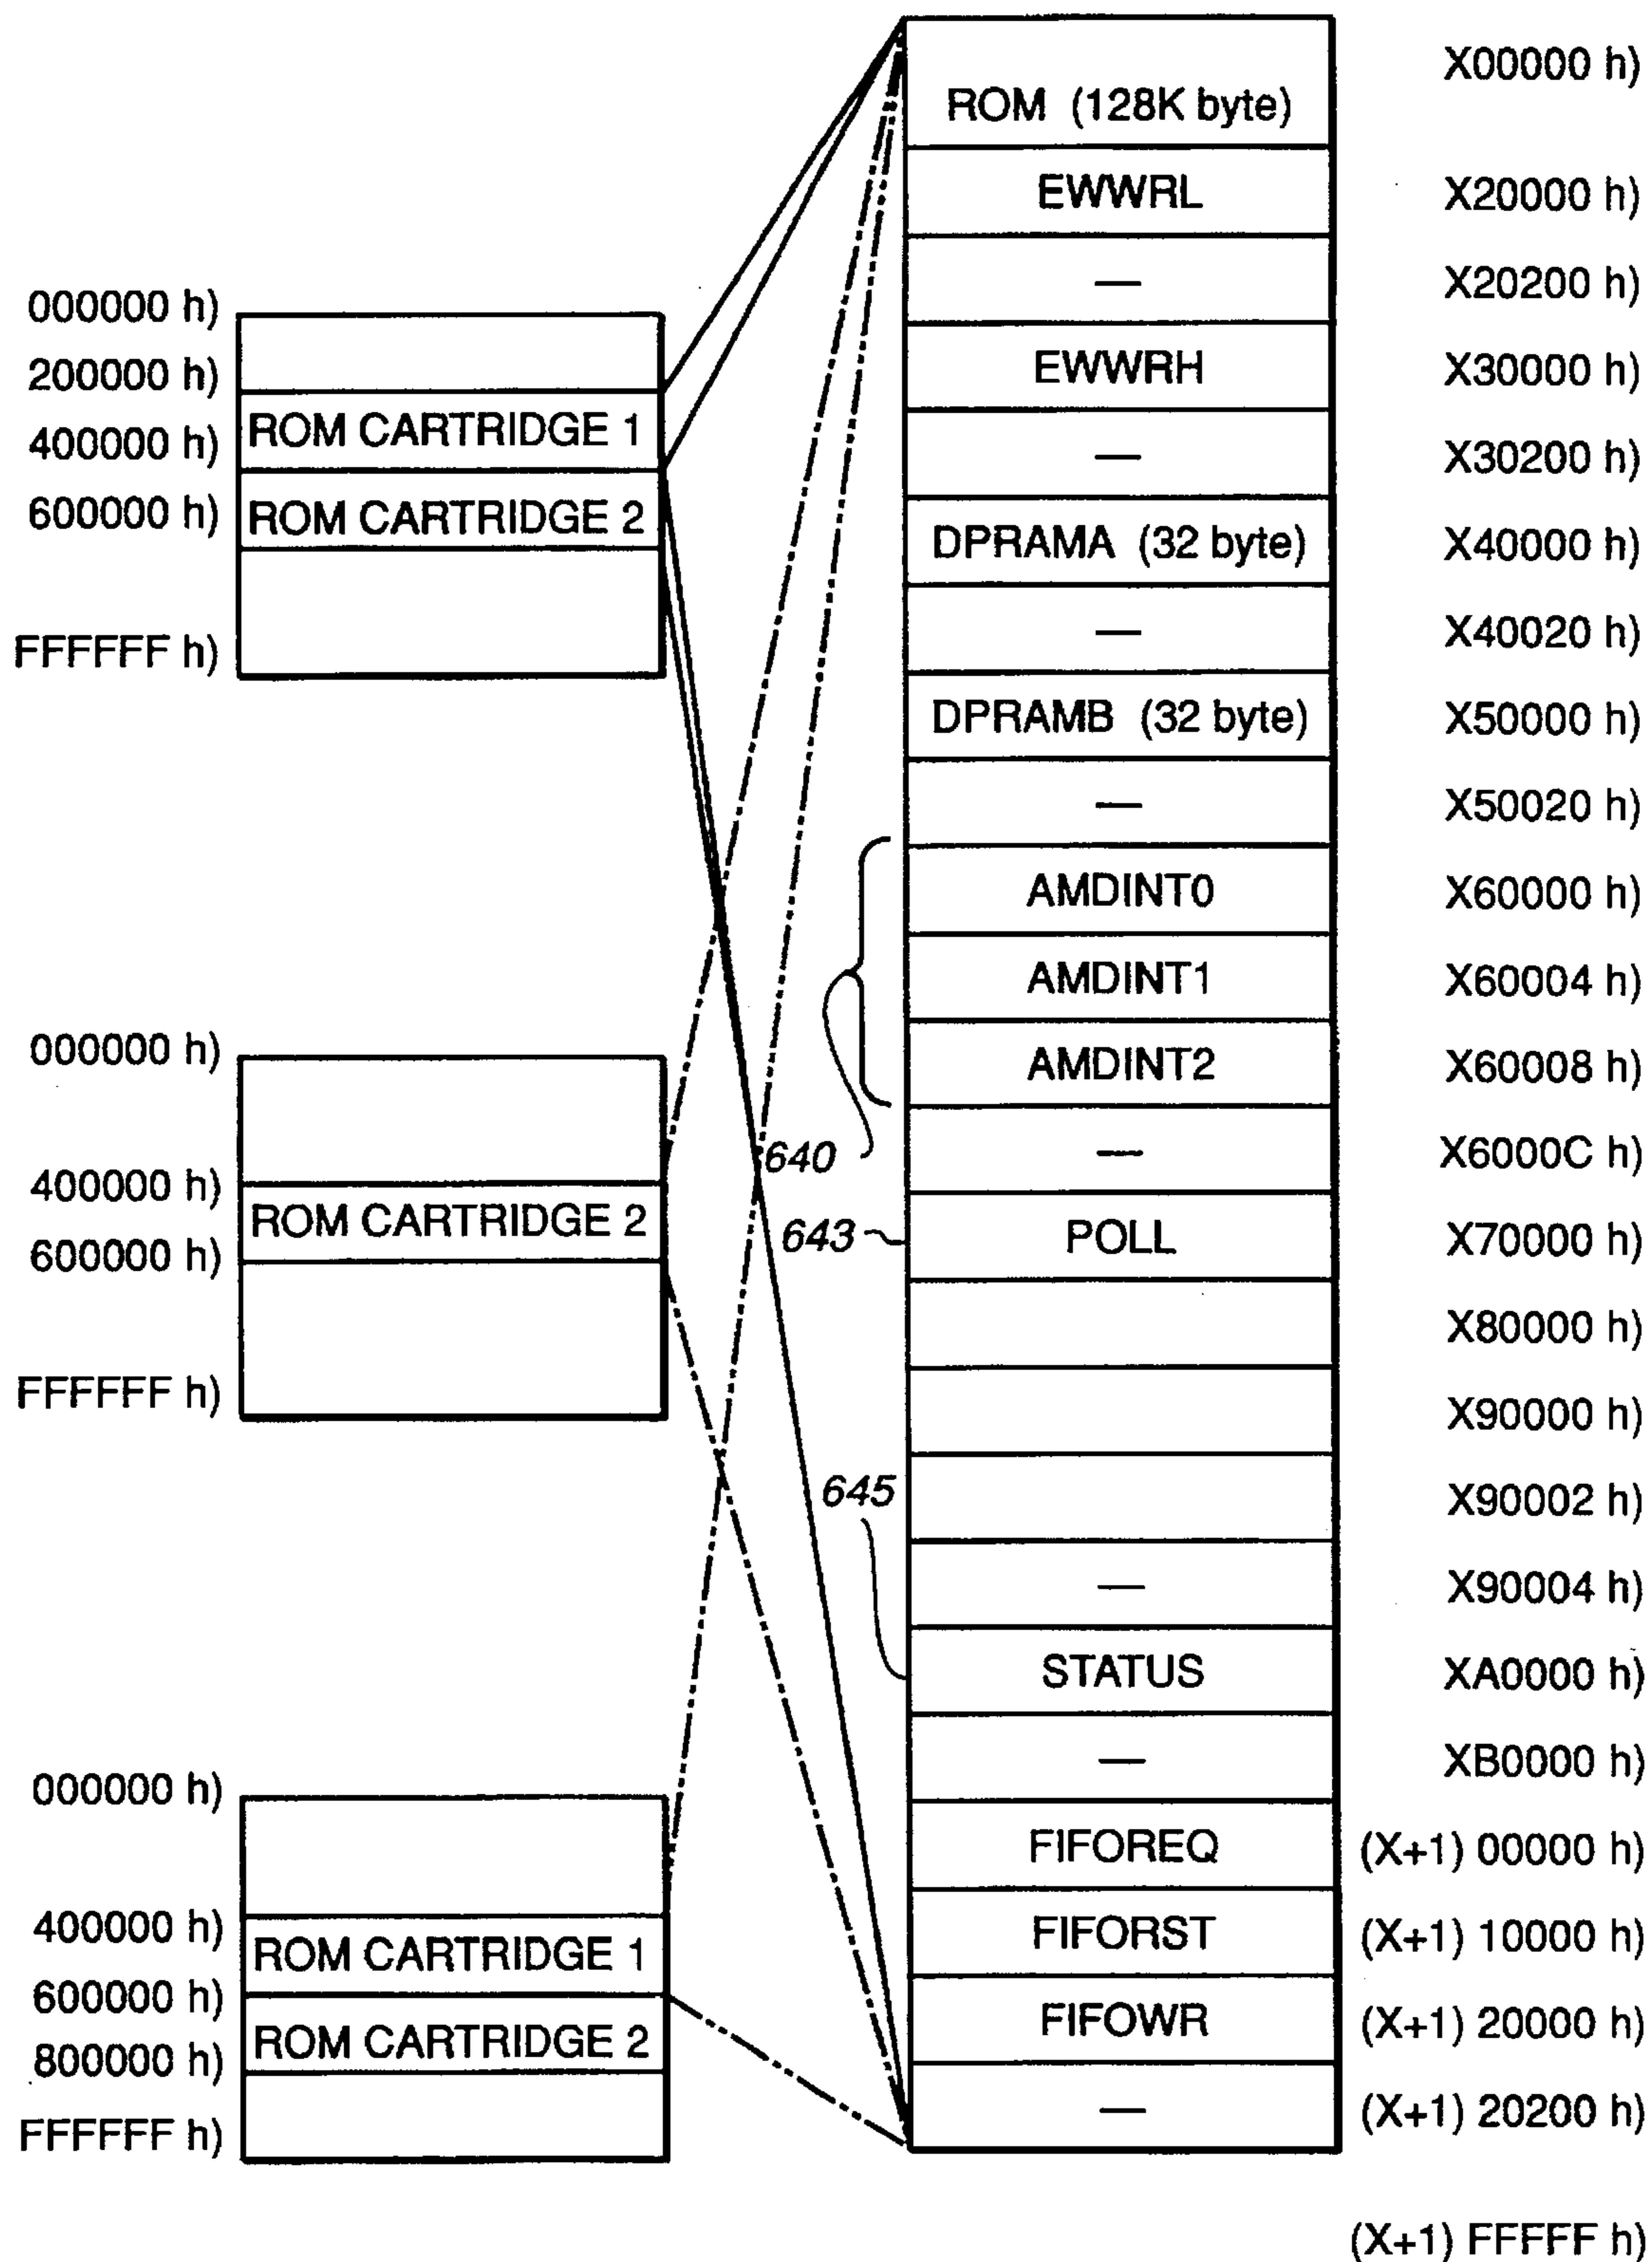 000000 h)
200000 h)
400000 h)
600000 h)
FFFFFF h)
ROM CARTRIDGE 1
ROM CARTRIDGE 2
000000 h)
400000 h)
600000 h)
FFFFFF h)
ROM CARTRIDGE 2
000000 h)
400000 h)
600000 h)
800000 h)
FFFFFF h)
ROM CARTRIDGE 1
ROM CARTRIDGE 2
640
643
645
ROM (128K byte) X00000 h)
EWWRL X20000 h)
— X20200 h)
EWWRH X30000 h)
— X30200 h)
DPRAMA (32 byte) X40000 h)
— X40020 h)
DPRAMB (32 byte) X50000 h)
— X50020 h)
AMDINT0 X60000 h)
AMDINT1 X60004 h)
AMDINT2 X60008 h)
— X6000C h)
POLL X70000 h)
X80000 h)
X90000 h)
X90002 h)
— X90004 h)
STATUS XA0000 h)
— XB0000 h)
FIFOREQ (X+1) 00000 h)
FIFORST (X+1) 10000 h)
FIFOWR (X+1) 20000 h)
— (X+1) 20200 h)
(X+1) FFFFF h)